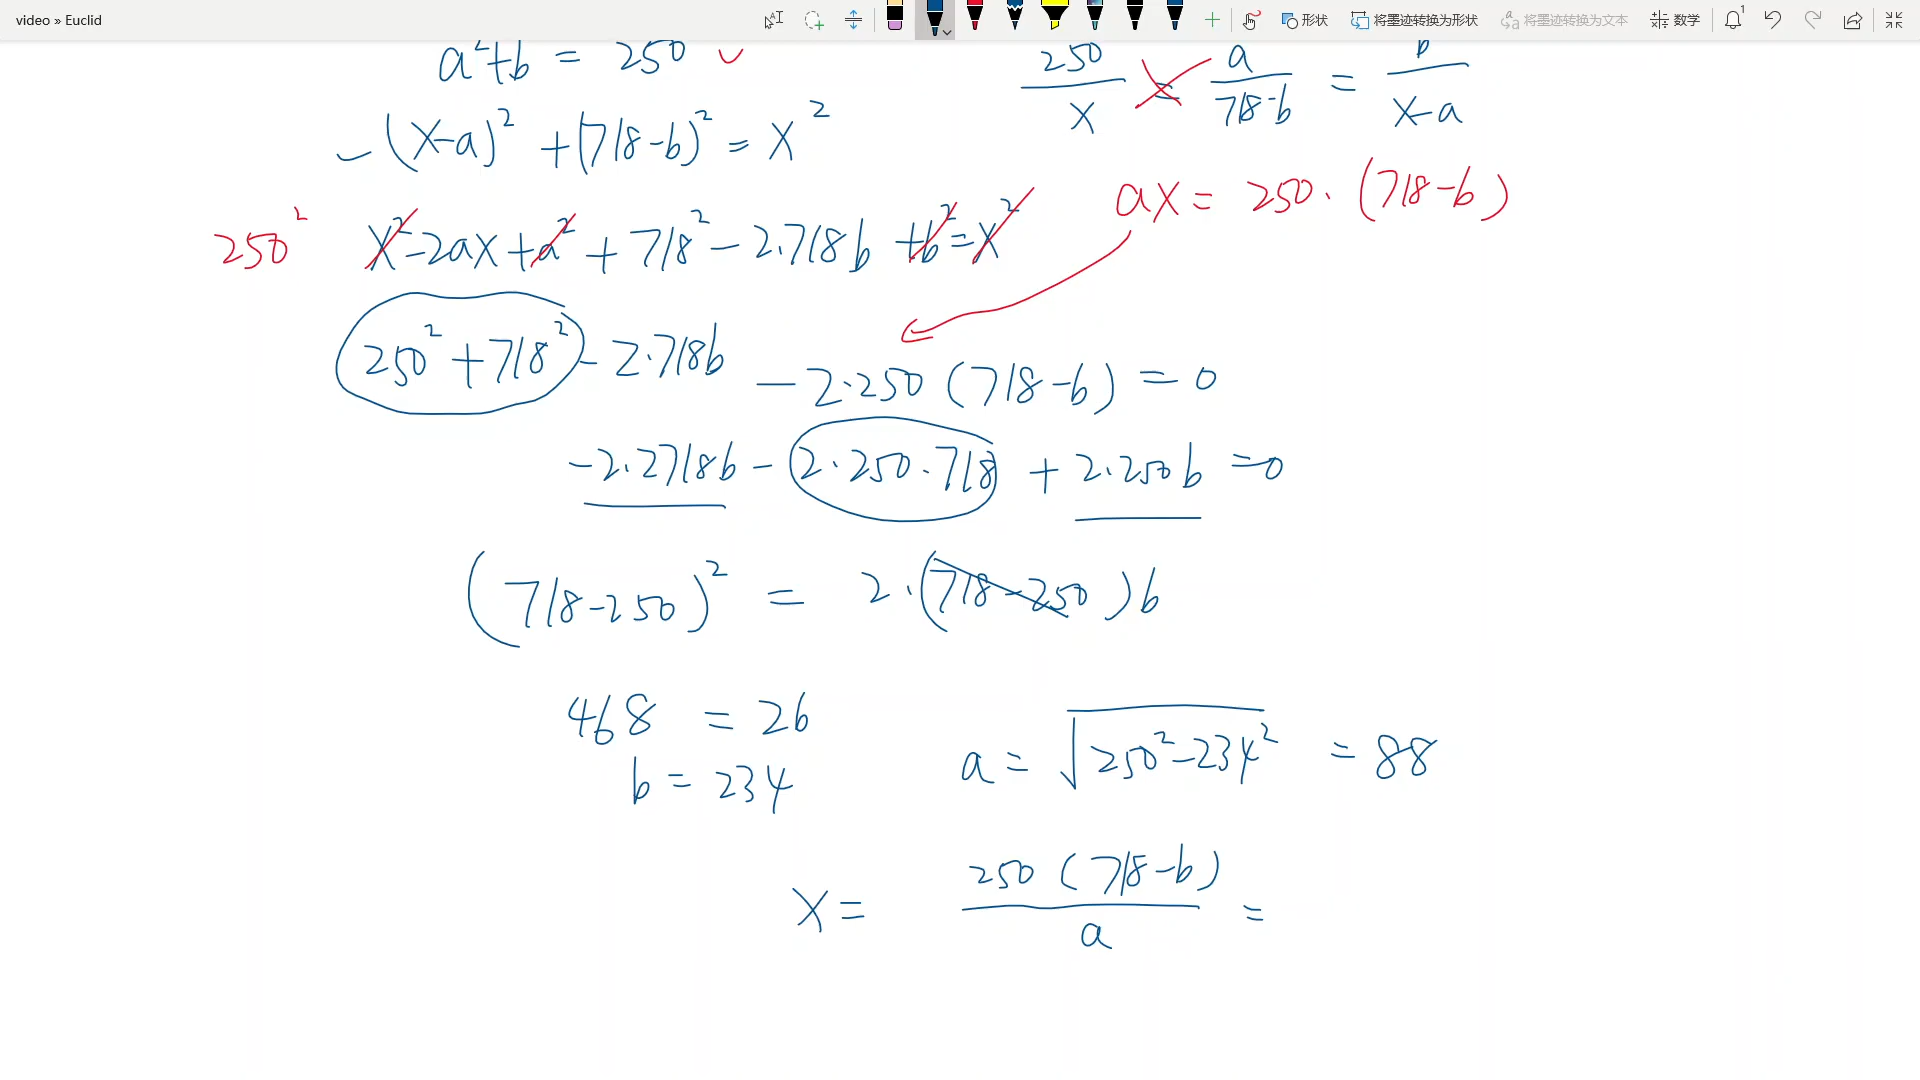 video » Euclid
形状 将墨迹转换为形状 将墨迹转换为文本 数学
a²+b = 250 ✓
250/x = a/(718-b) = b/(x-a)
(x-a)² + (718-b)² = x²
ax = 250·(718-b)
250² x² - 2ax + a² + 718² - 2·718b + b² = x²
250² + 718² - 2·718b - 2·250(718-b) = 0
-2·2718b - 2·250·718 + 2·250b = 0
(718-250)² = 2·(718-250)b
468 = 2b
b = 234
a = √(250²-234²) = 88
x = 250(718-b)/a =